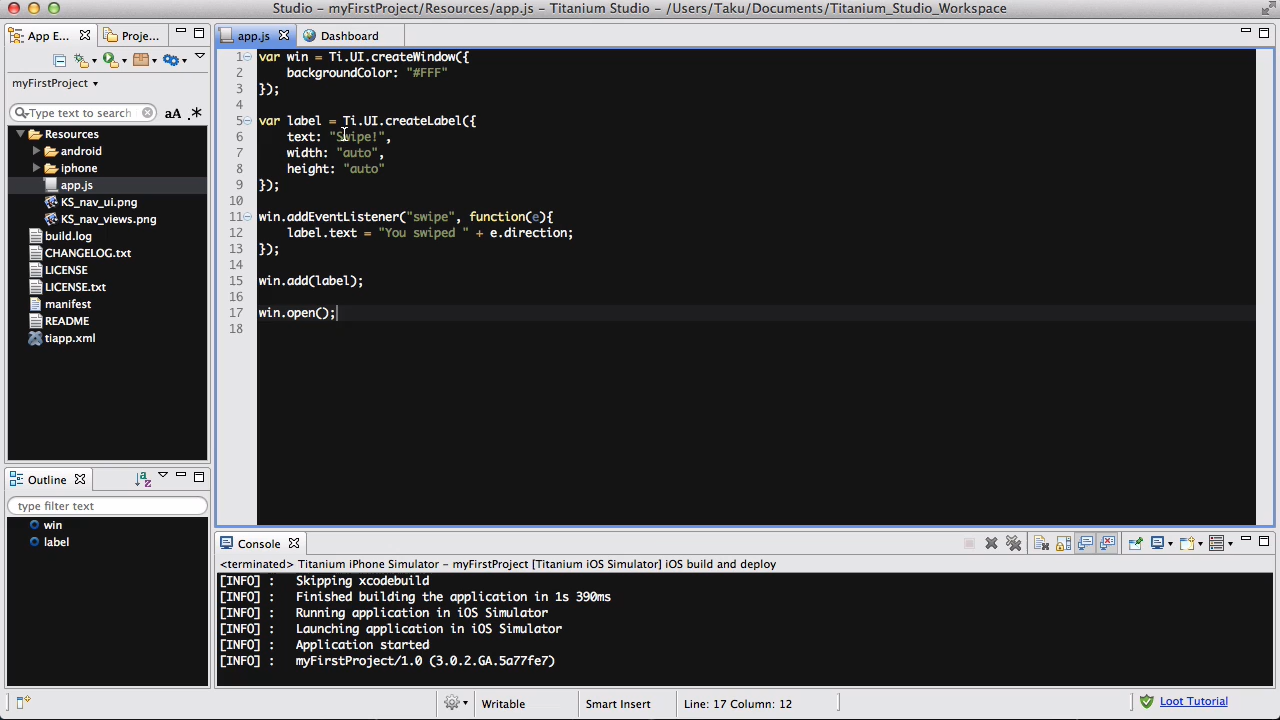 Studio - myFirstProject/Resources/app.js - Titanium Studio - /Users/Taku/Documents/Titanium_Studio_Workspace
App E...
Proje...
myFirstProject
Type text to search
aA .*
Resources
android
iphone
app.js
KS_nav_ui.png
KS_nav_views.png
build.log
CHANGELOG.txt
LICENSE
LICENSE.txt
manifest
README
tiapp.xml
Outline
type filter text
win
label
app.js
Dashboard
1 var win = Ti.UI.createWindow({
2 backgroundColor: "#FFF"
3 });
4
5 var label = Ti.UI.createLabel({
6 text: "Swipe!",
7 width: "auto",
8 height: "auto"
9 });
10
11 win.addEventListener("swipe", function(e){
12 label.text = "You swiped " + e.direction;
13 });
14
15 win.add(label);
16
17 win.open();
18
Console
<terminated> Titanium iPhone Simulator - myFirstProject [Titanium iOS Simulator] iOS build and deploy
[INFO] : Skipping xcodebuild
[INFO] : Finished building the application in 1s 390ms
[INFO] : Running application in iOS Simulator
[INFO] : Launching application in iOS Simulator
[INFO] : Application started
[INFO] : myFirstProject/1.0 (3.0.2.GA.5a77fe7)
Writable
Smart Insert
Line: 17 Column: 12
Loot Tutorial